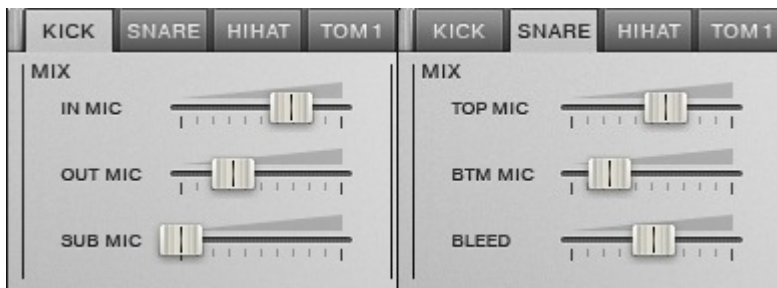 KICK SNARE HIHAT TOM 1
MIX
IN MIC
OUT MIC
SUB MIC
KICK SNARE HIHAT TOM 1
MIX
TOP MIC
BTM MIC
BLEED